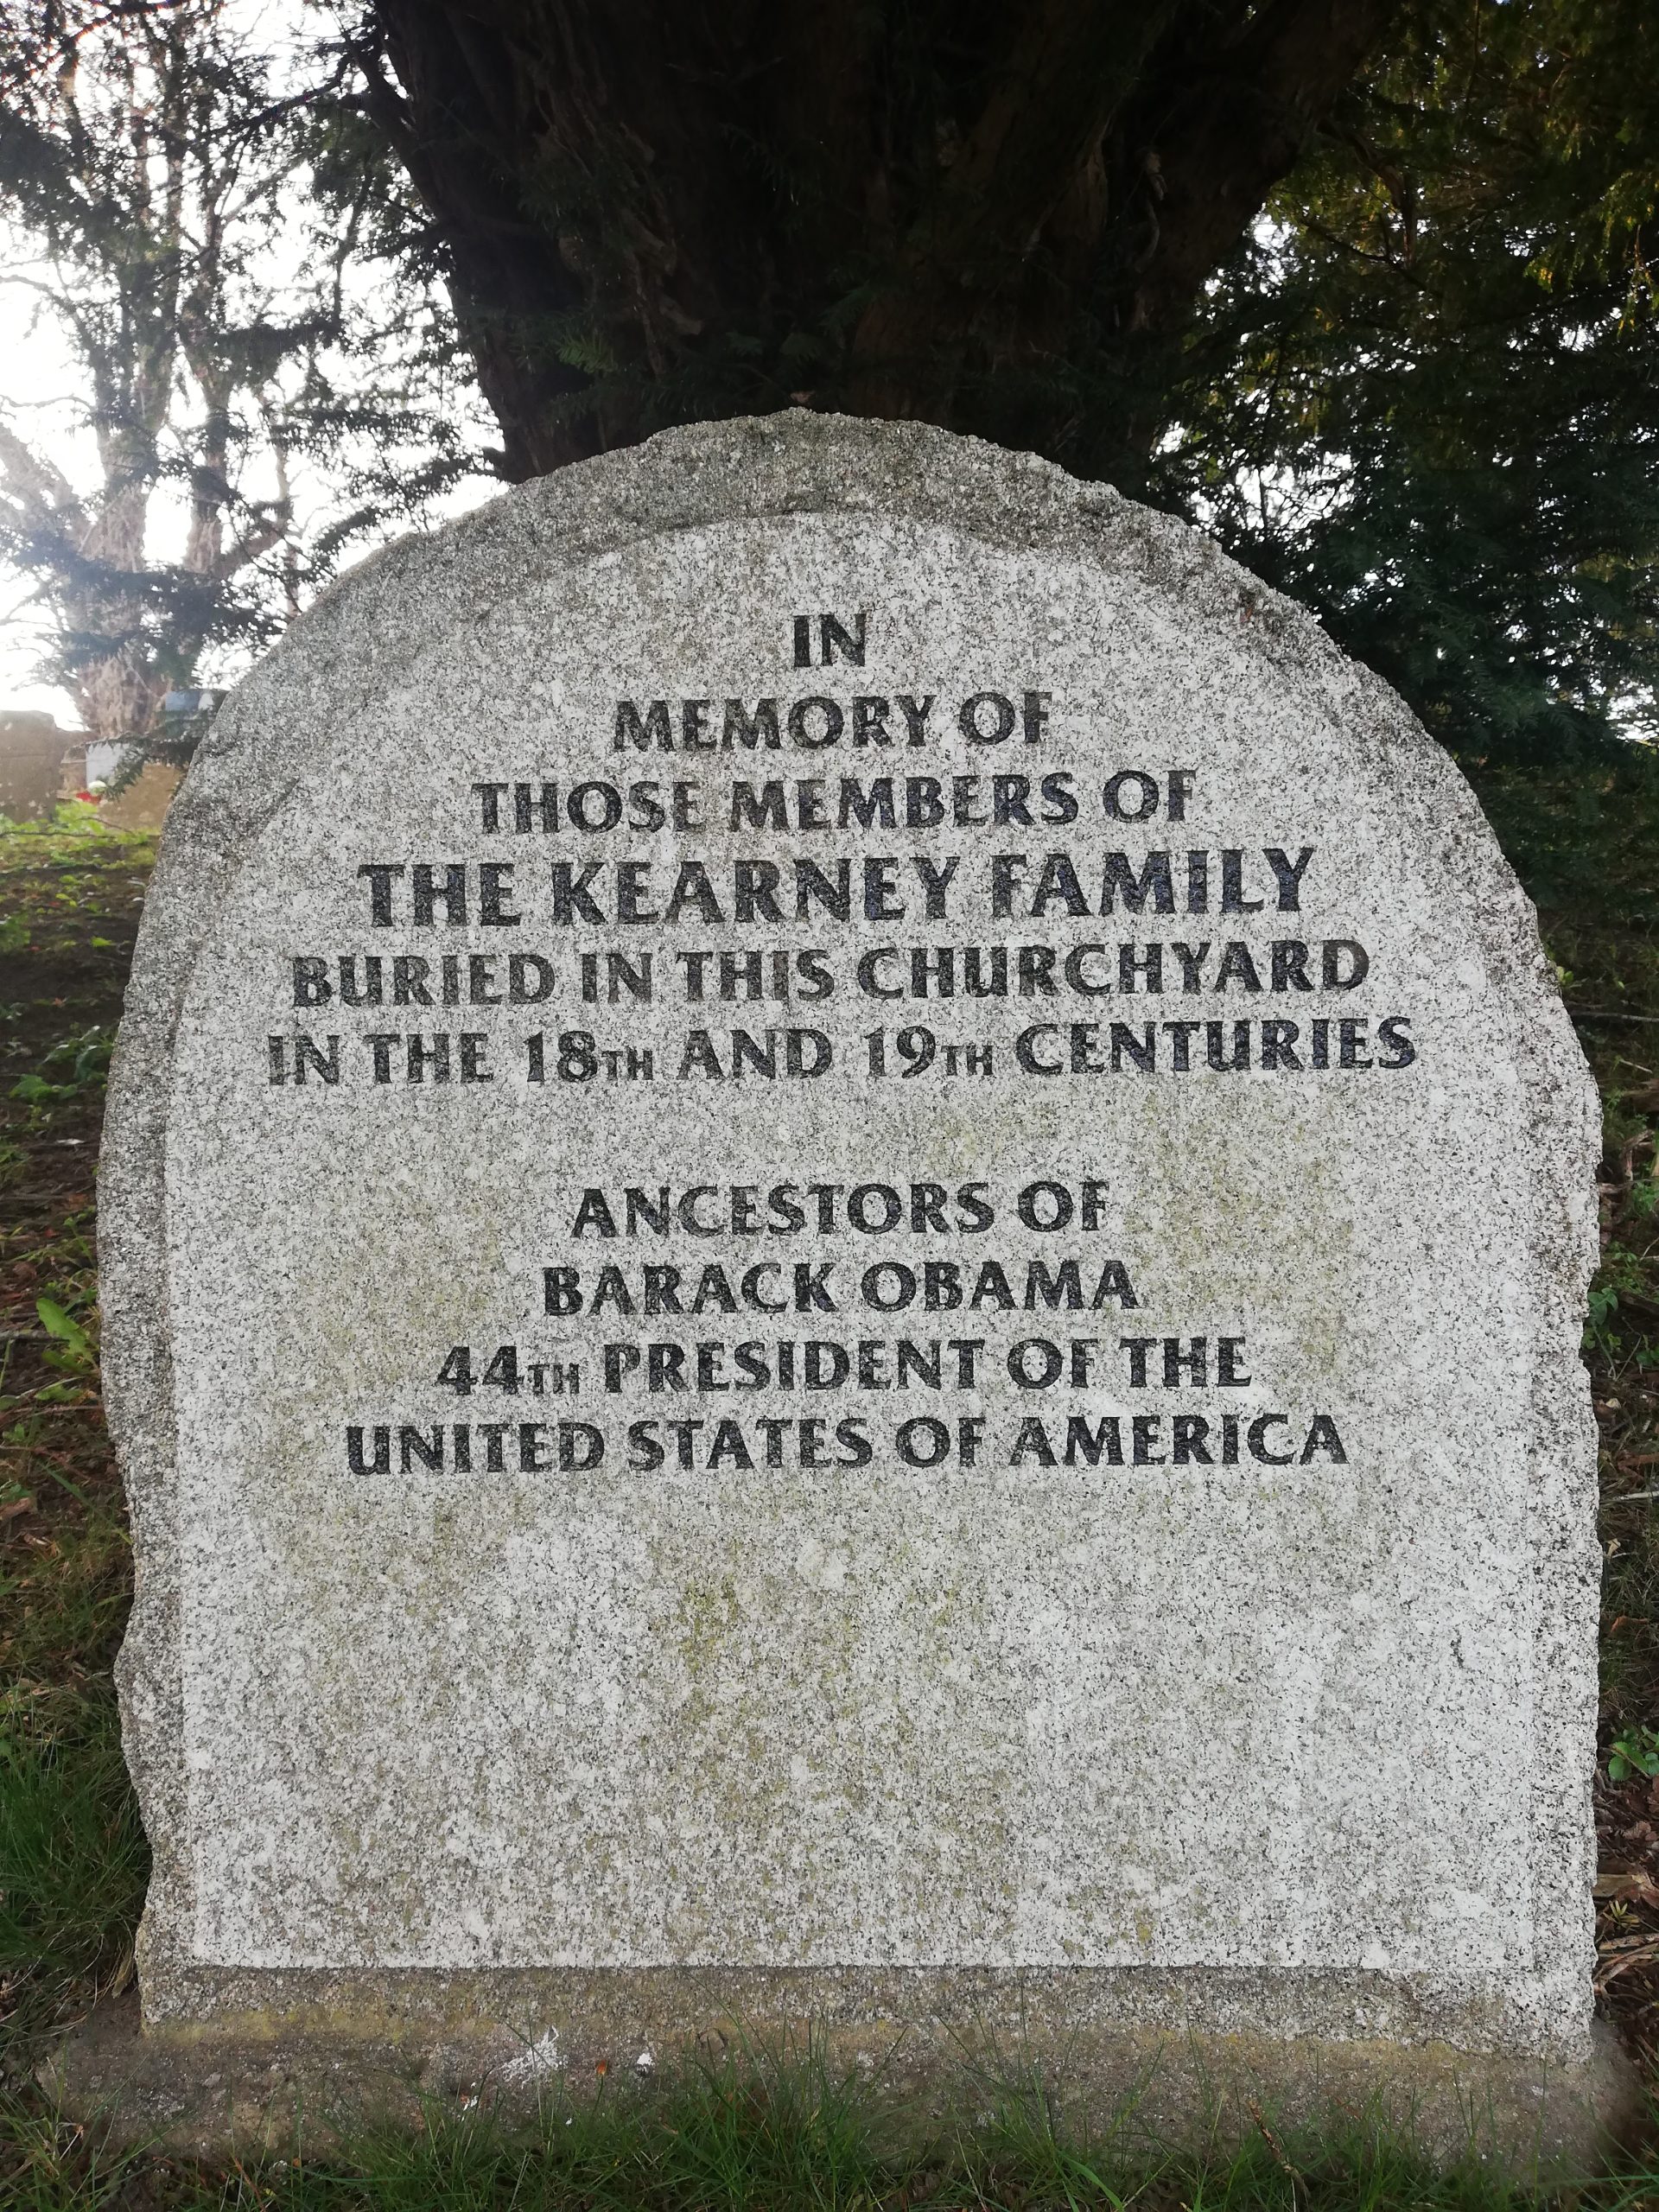 IN
MEMORY OF
THOSE MEMBERS OF
THE KEARNEY FAMILY
BURIED IN THIS CHURCHYARD
IN THE 18TH AND 19TH CENTURIES
ANCESTORS OF
BARACK OBAMA
44TH PRESIDENT OF THE
UNITED STATES OF AMERICA